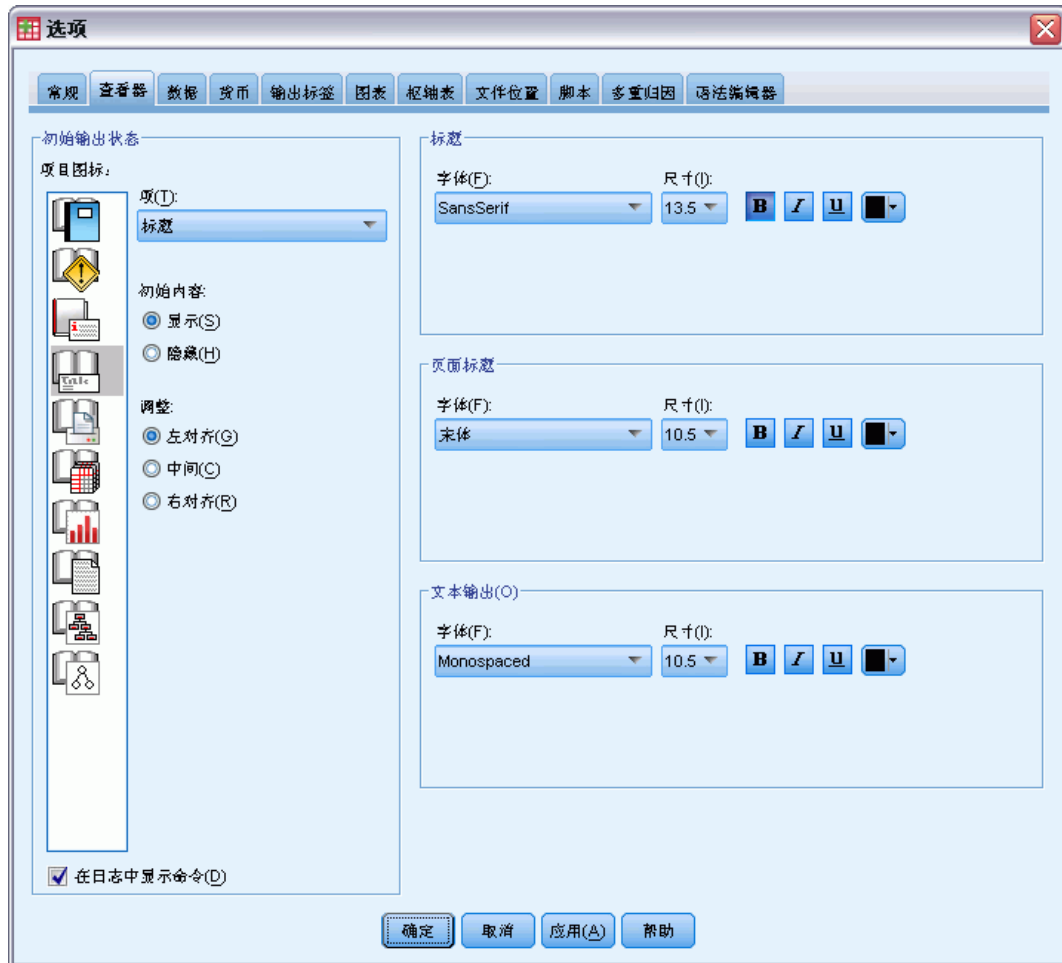 选项
常规 查看器 数据 货币 输出标签 图表 枢轴表 文件位置 脚本 多重归因 语法编辑器
初始输出状态
项目图标:
项(T):
标题
初始内容:
显示(S)
隐藏(H)
调整:
左对齐(G)
中间(C)
右对齐(R)
在日志中显示命令(D)
标题
字体(F): 尺寸(I):
SansSerif 13.5 B I U
页面标题
字体(F): 尺寸(I):
宋体 10.5 B I U
文本输出(O)
字体(F): 尺寸(I):
Monospaced 10.5 B I U
确定 取消 应用(A) 帮助